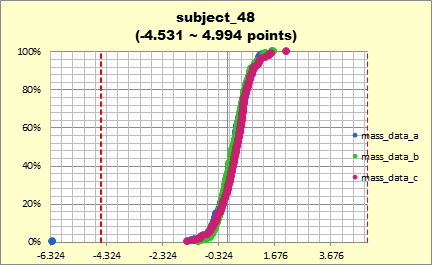 subject_48
(-4.531 ~ 4.994 points)
100%
80%
60%
40%
20%
0%
mass_data_a
mass_data_b
mass_data_c
-6.324 -4.324 -2.324 -0.324 1.676 3.676